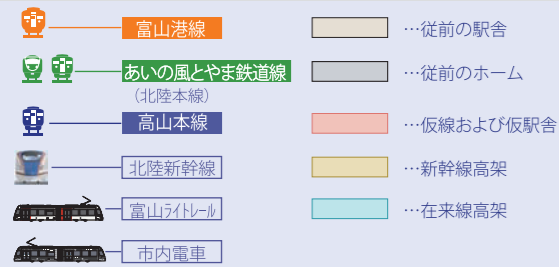 富山港線
あいの風とやま鉄道線
（北陸本線）
高山本線
北陸新幹線
富山ライトレール
市内電車
…従前の駅舎
…従前のホーム
…仮線および仮駅舎
…新幹線高架
…在来線高架